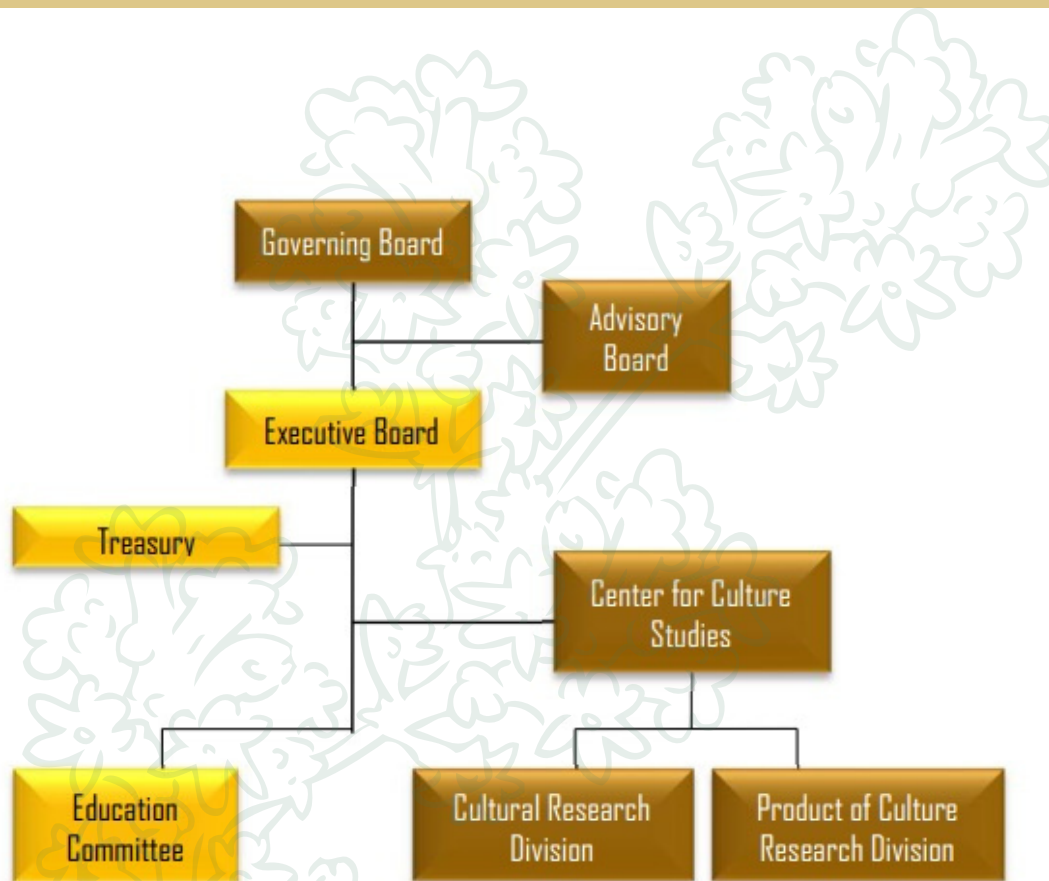 Governing Board
Advisory
Board
Executive Board
Treasury
Center for Culture
Studies
Education
Committee
Cultural Research
Division
Product of Culture
Research Division